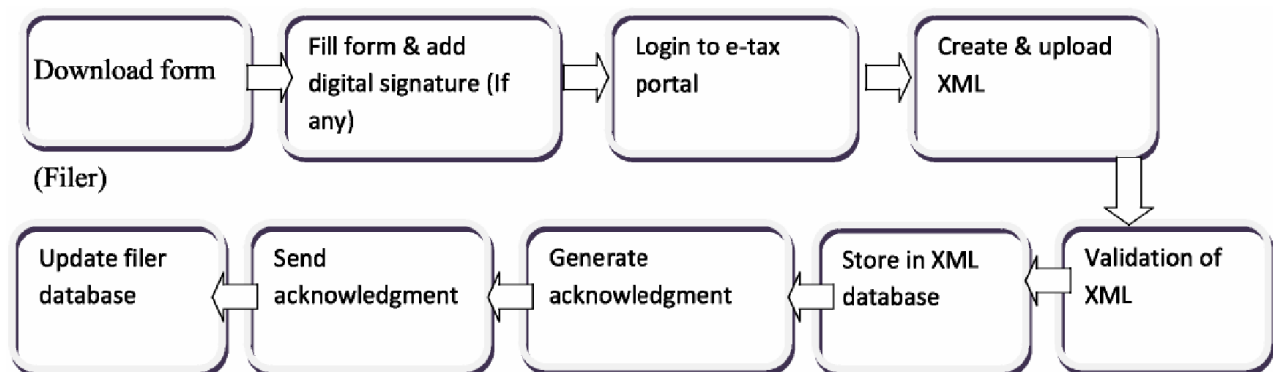 Download form
Fill form & add
digital signature (If
any)
Login to e-tax
portal
Create & upload
XML
(Filer)
Update filer
database
Send
acknowledgment
Generate
acknowledgment
Store in XML
database
Validation of
XML